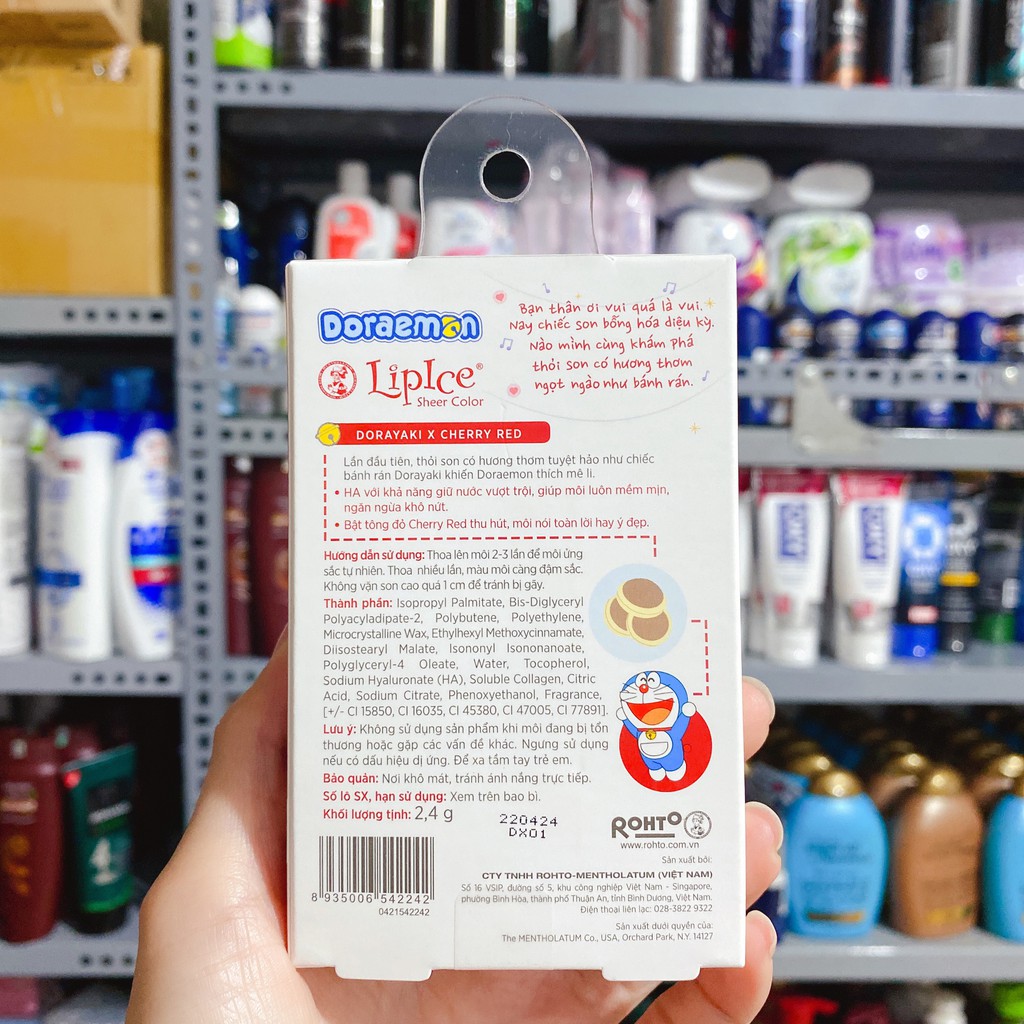 Doraemon
Bạn thân ơi vui quá là vui.
Nay chiếc son bỗng hóa diệu kỳ.
Nào mình cùng khám phá
thỏi son có hương thơm
ngọt ngào như bánh rán.
LipIce®
Sheer Color
DORAYAKI X CHERRY RED
Lần đầu tiên, thỏi son có hương thơm tuyệt hảo như chiếc
bánh rán Dorayaki khiến Doraemon thích mê li.
• HA với khả năng giữ nước vượt trội, giúp môi luôn mềm mịn,
ngăn ngừa khô nứt.
• Bật tông đỏ Cherry Red thu hút, môi nói toàn lời hay ý đẹp.
Hướng dẫn sử dụng: Thoa lên môi 2-3 lần để môi ửng
sắc tự nhiên. Thoa nhiều lần, màu môi càng đậm sắc.
Không vặn son cao quá 1 cm để tránh bị gãy.
Thành phần: Isopropyl Palmitate, Bis-Diglyceryl
Polyacyladipate-2, Polybutene, Polyethylene,
Microcrystalline Wax, Ethylhexyl Methoxycinnamate,
Diisostearyl Malate, Isononyl Isononanoate,
Polyglyceryl-4 Oleate, Water, Tocopherol,
Sodium Hyaluronate (HA), Soluble Collagen, Citric
Acid, Sodium Citrate, Phenoxyethanol, Fragrance,
[+/- CI 15850, CI 16035, CI 45380, CI 47005, CI 77891].
Lưu ý: Không sử dụng sản phẩm khi môi đang bị tổn
thương hoặc gặp các vấn đề khác. Ngưng sử dụng
nếu có dấu hiệu dị ứng. Để xa tầm tay trẻ em.
Bảo quản: Nơi khô mát, tránh ánh nắng trực tiếp.
Số lô SX, hạn sử dụng: Xem trên bao bì.
Khối lượng tịnh: 2,4 g
220424
DX01
ROHTO
www.rohto.com.vn
Sản xuất bởi:
CTY TNHH ROHTO-MENTHOLATUM (VIỆT NAM)
Số 16 VSIP, đường số 5, khu công nghiệp Việt Nam - Singapore,
phường Bình Hòa, thành phố Thuận An, tỉnh Bình Dương, Việt Nam.
Điện thoại liên lạc: 028-3822 9322
Sản xuất dưới quyền của:
The MENTHOLATUM Co., USA, Orchard Park, N.Y. 14127
8 935006 542242
0421542242